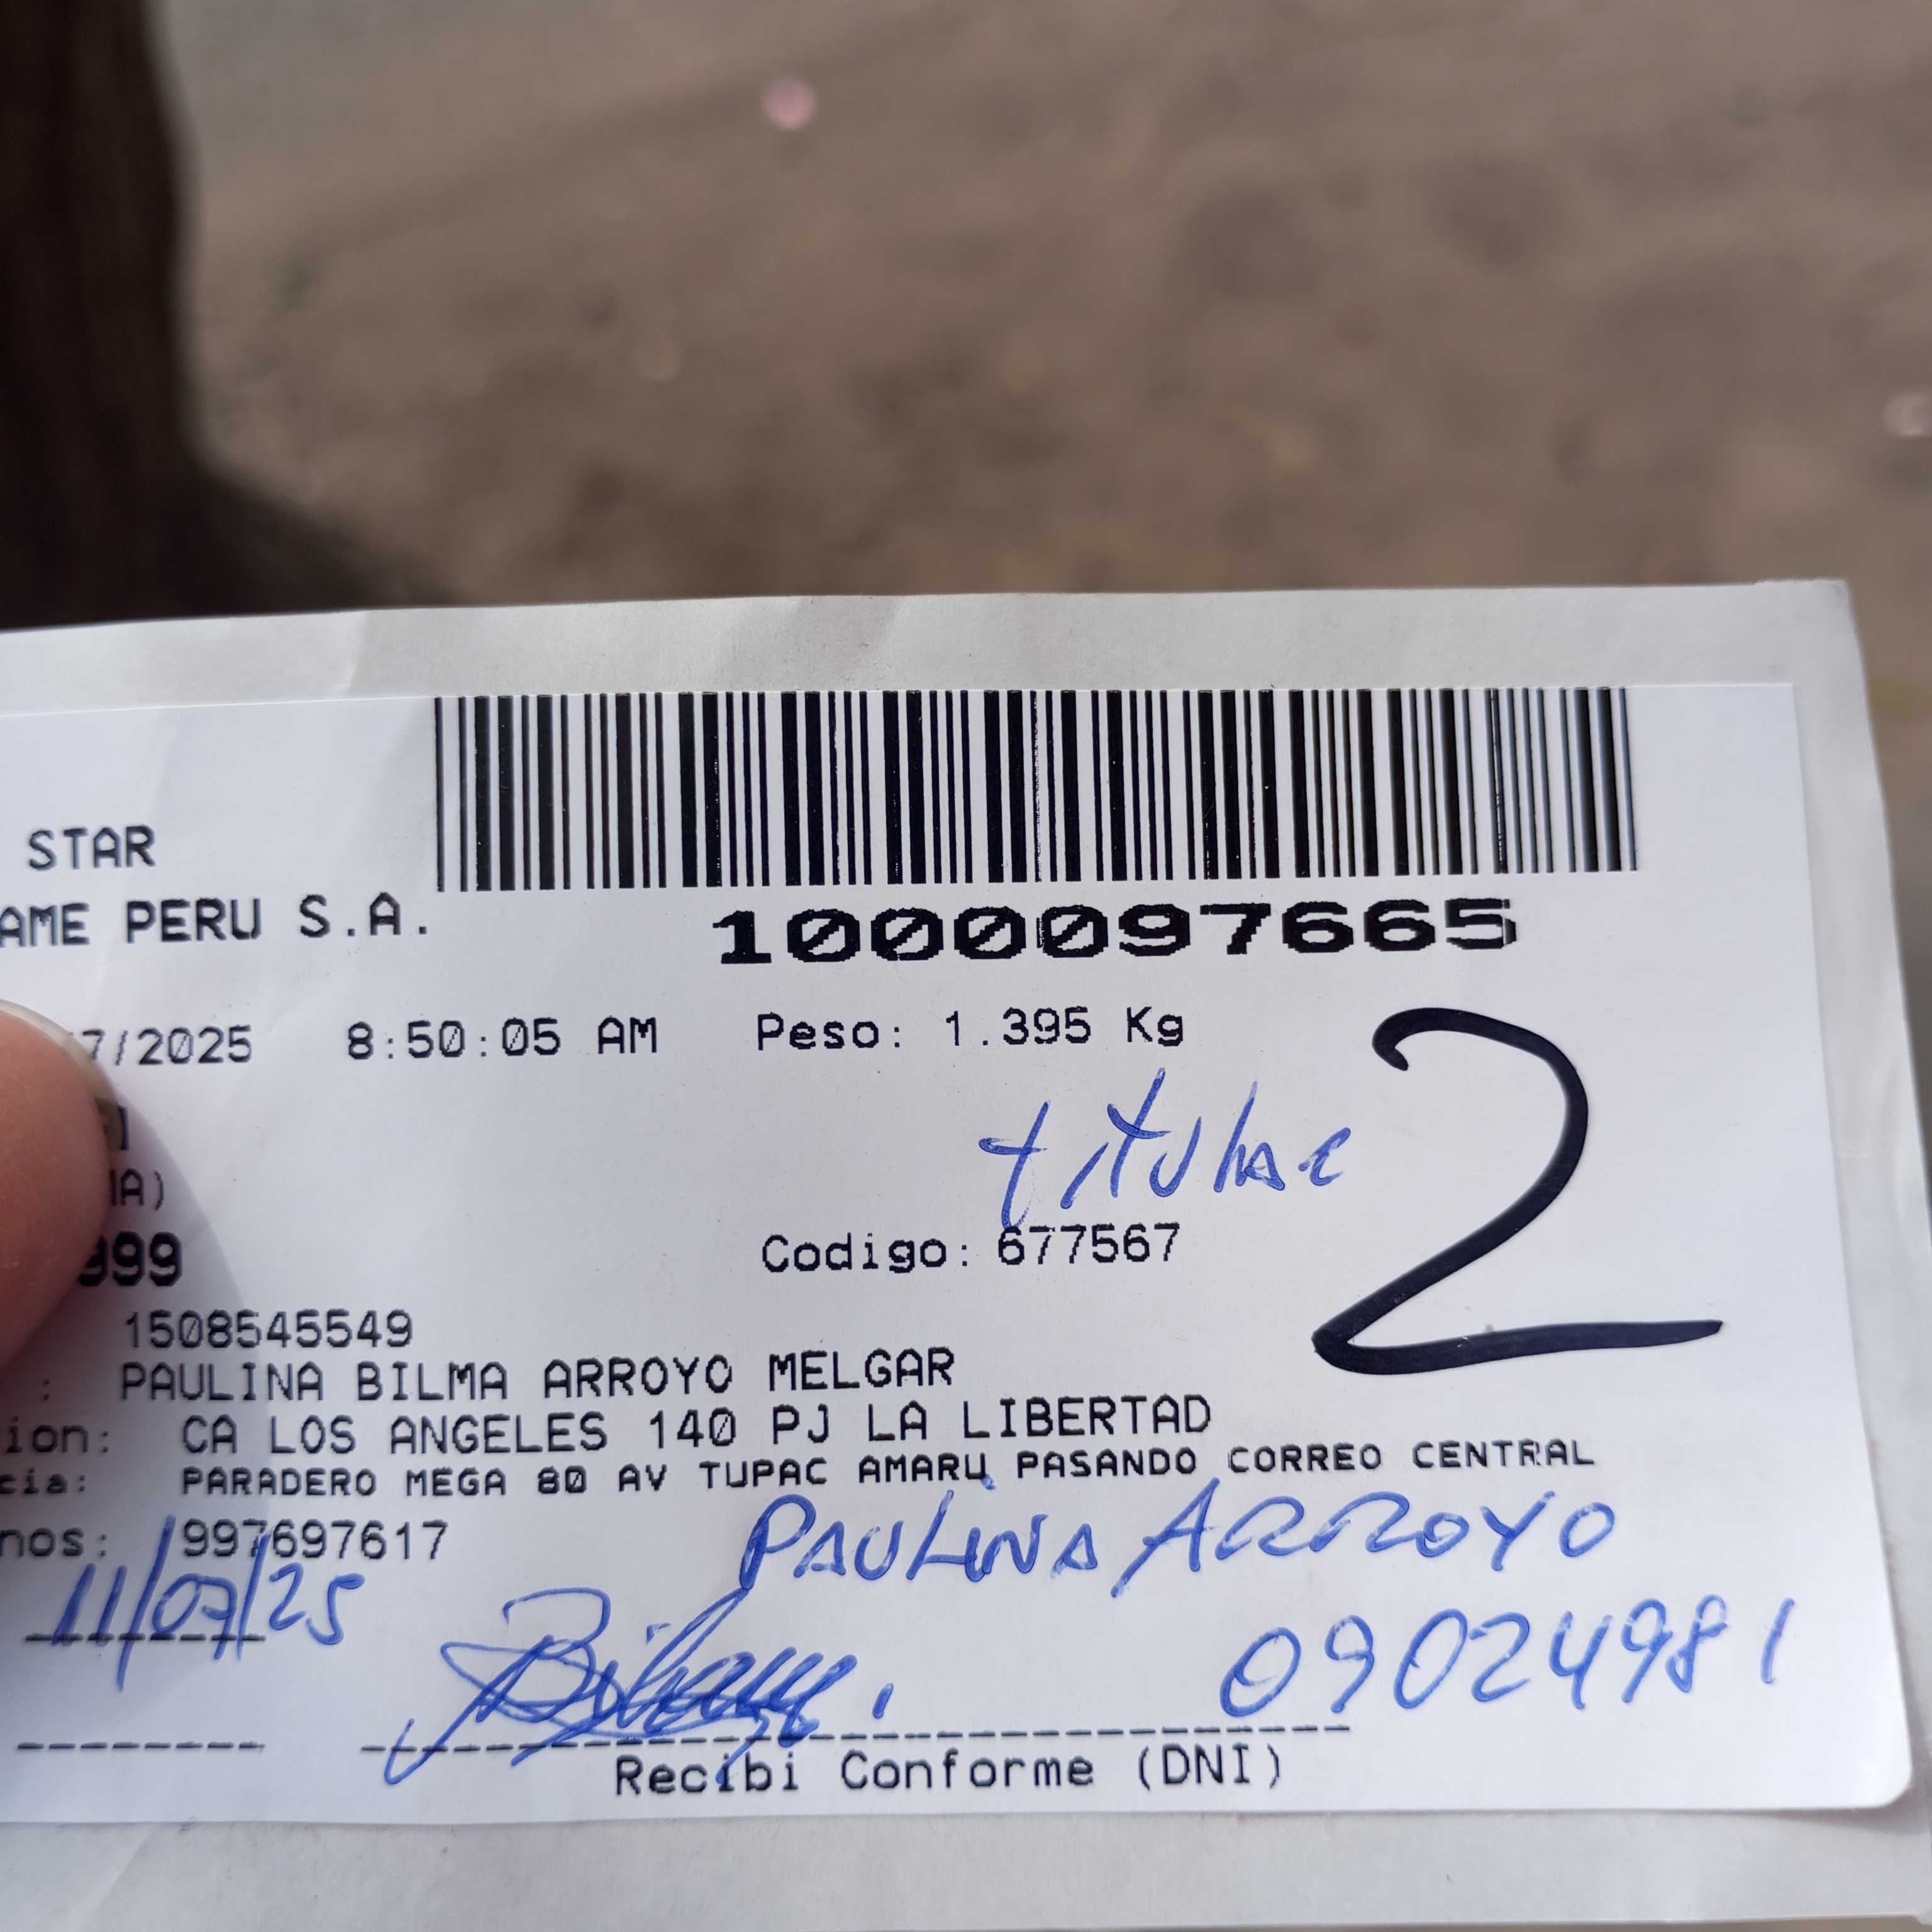 STAR
AME PERU S.A.
1000097665
7/2025 8:50:05 AM Peso: 1.395 Kg
titular
2
Codigo: 677567
999
1508545549
: PAULINA BILMA ARROYO MELGAR
ion: CA LOS ANGELES 140 PJ LA LIBERTAD
cia: PARADERO MEGA 80 AV TUPAC AMARU PASANDO CORREO CENTRAL
nos: 997697617
PAULINA ARROYO
11/07/25
09024981
Recibi Conforme (DNI)